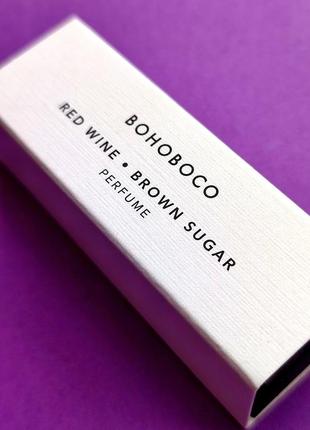 BOHOBOCO
RED WINE • BROWN SUGAR
PERFUME